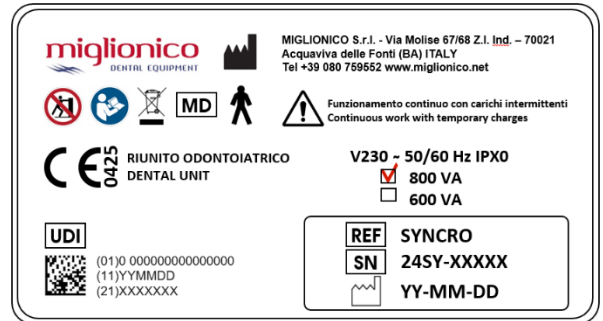 miglionico
DENTAL EQUIPMENT
MIGLIONICO S.r.l. - Via Molise 67/68 Z.I. Ind. – 70021
Acquaviva delle Fonti (BA) ITALY
Tel +39 080 759552 www.miglionico.net
MD
Funzionamento continuo con carichi intermittenti
Continuous work with temporary charges
CE 0425
RIUNITO ODONTOIATRICO
DENTAL UNIT
V230 ~ 50/60 Hz IPX0
800 VA
600 VA
UDI
(01)0 000000000000000
(11)YYMMDD
(21)XXXXXXX
REF SYNCRO
SN 24SY-XXXXX
YY-MM-DD